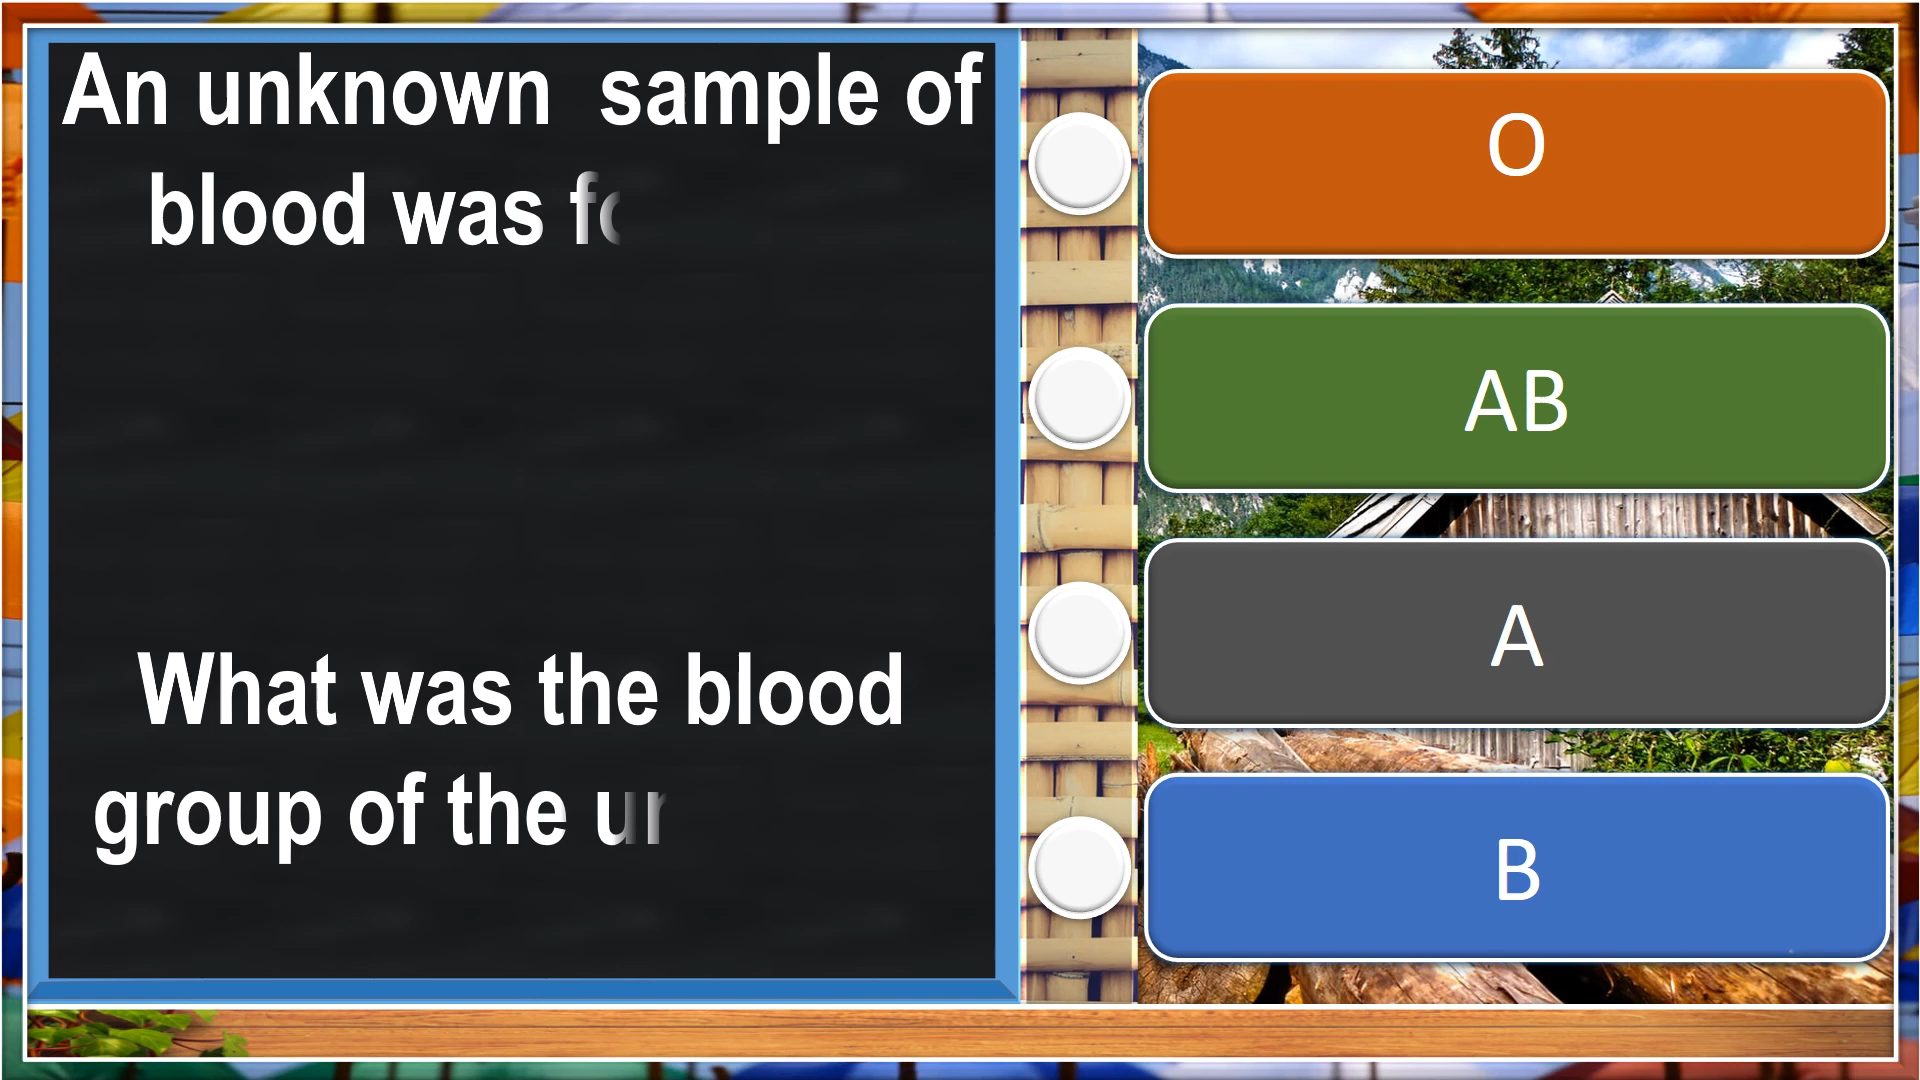 An unknown sample of
blood was
What was the blood
group of the
O
AB
A
B